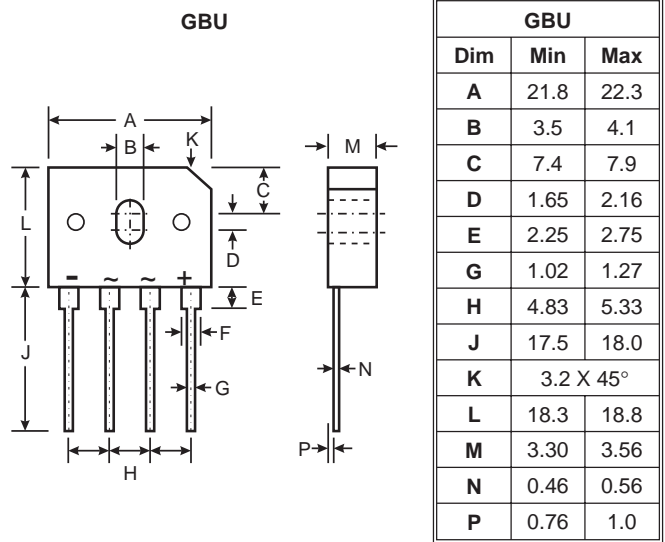 GBU
A
B
K
M
C
L
D
- ~ ~ +
E
F
J
G
N
H
P
GBU
Dim Min Max
A 21.8 22.3
B 3.5 4.1
C 7.4 7.9
D 1.65 2.16
E 2.25 2.75
G 1.02 1.27
H 4.83 5.33
J 17.5 18.0
K 3.2 X 45°
L 18.3 18.8
M 3.30 3.56
N 0.46 0.56
P 0.76 1.0